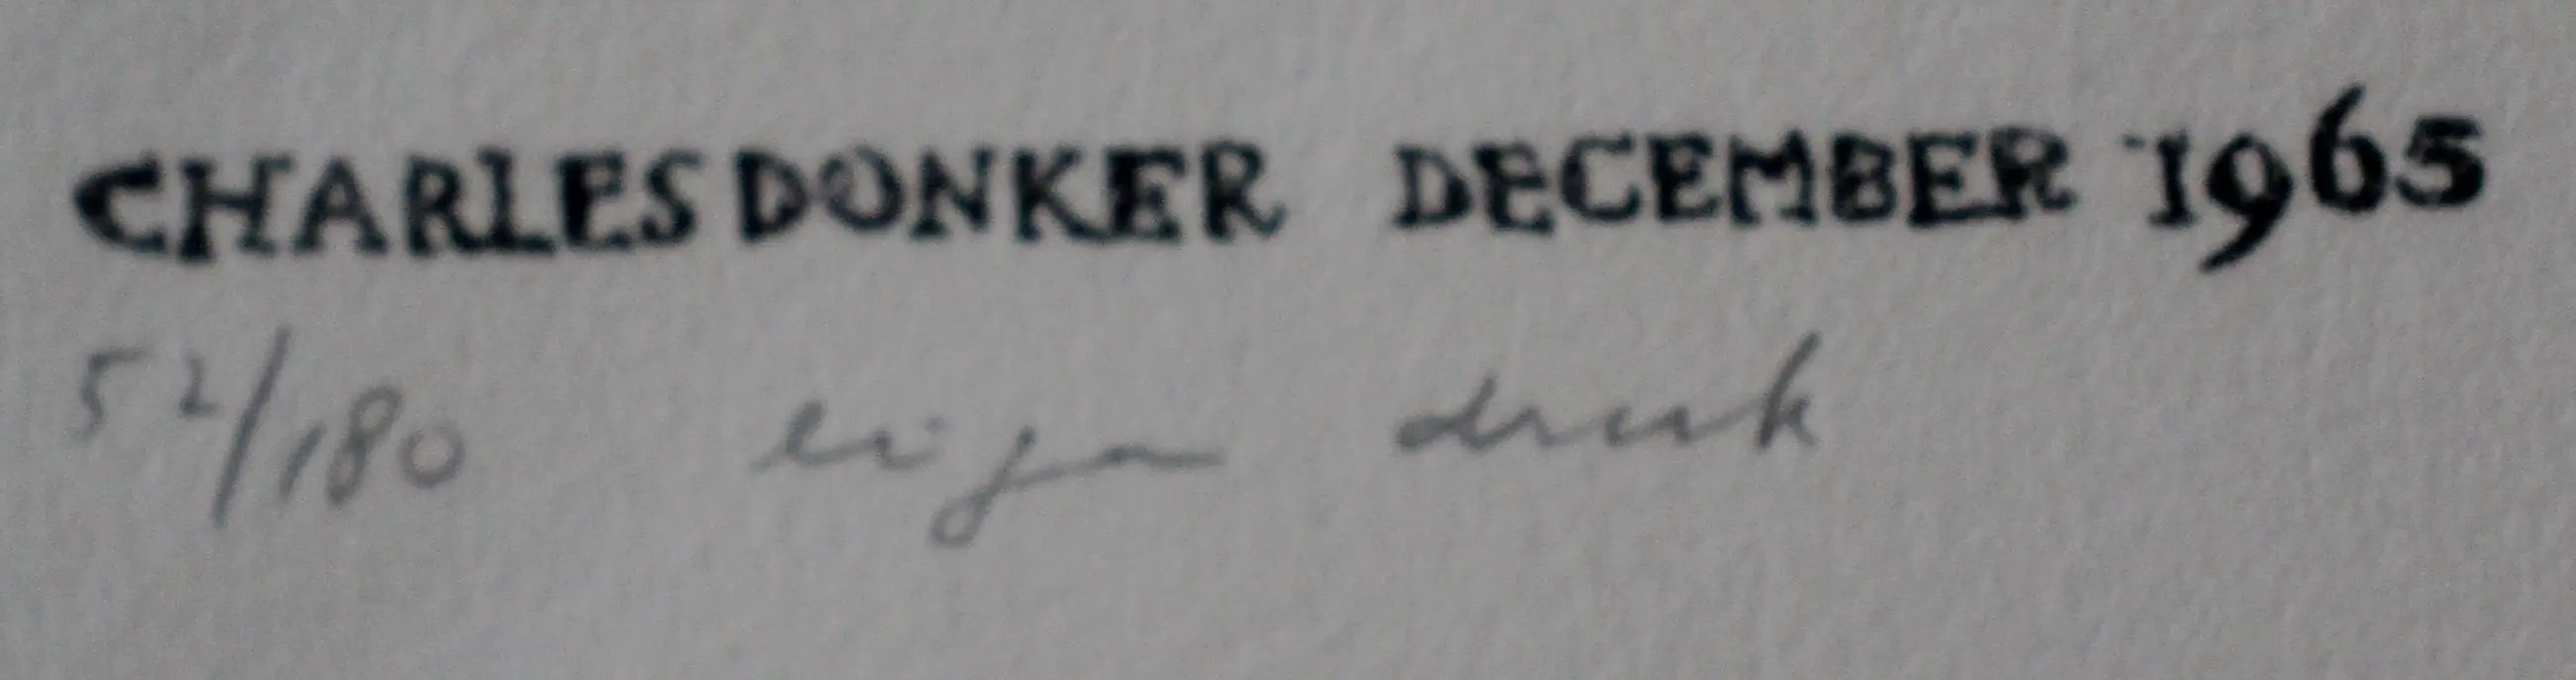 CHARLES DONKER DECEMBER 1965
52/180 eigen druk